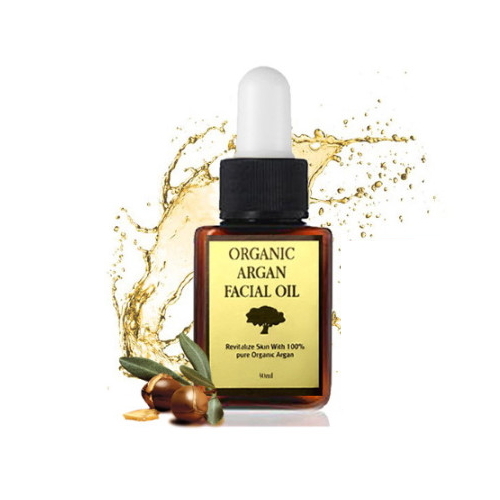 ORGANIC
ARGAN
FACIAL OIL
Revitalize Skin With 100%
pure Organic Argan